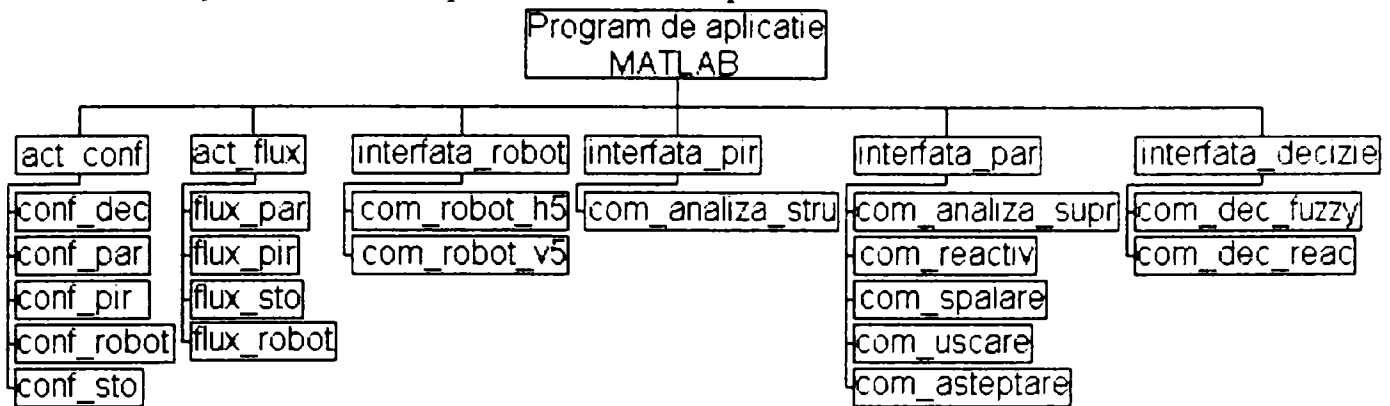 Program de aplicatie
MATLAB
act_conf
conf_dec
conf_par
conf_pir
conf_robot
conf_sto
act_flux
flux_par
flux_pir
flux_sto
flux_robot
interfata_robot
com_robot_h5
com_robot_v5
interfata_pir
com_analiza_stru
interfata_par
com_analiza_supr
com_reactiv
com_spalare
com_uscare
com_asteptare
interfata_decizie
com_dec_fuzzy
com_dec_reac